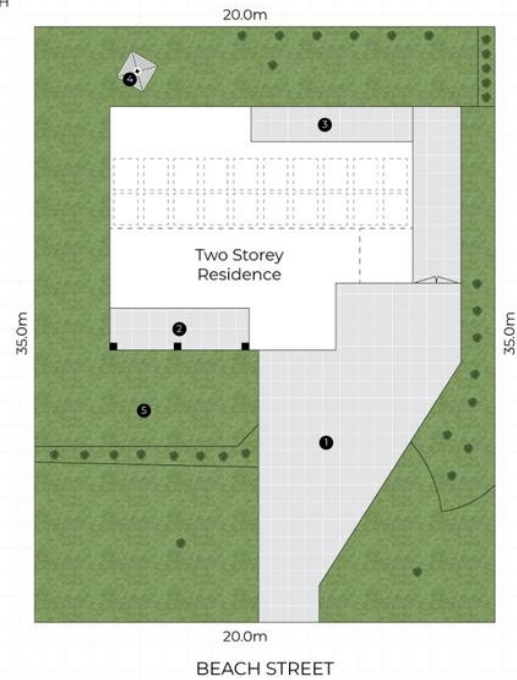 H
20.0m
4
3
Two Storey
Residence
2
35.0m
35.0m
5
1
20.0m
BEACH STREET